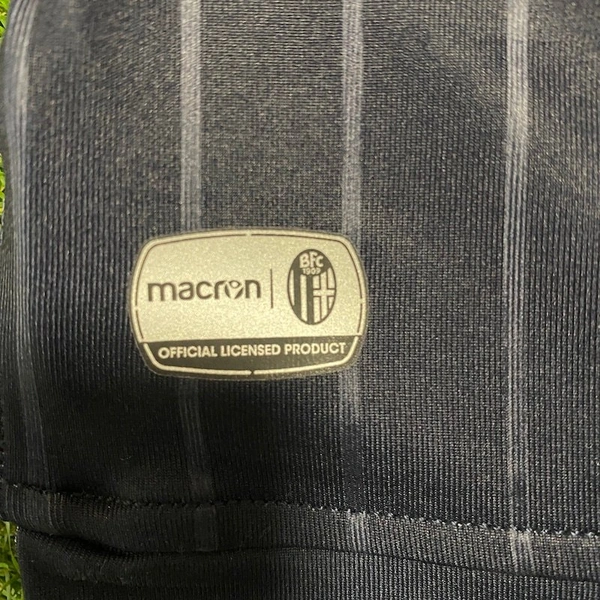 macron
BFC
1909
OFFICIAL LICENSED PRODUCT